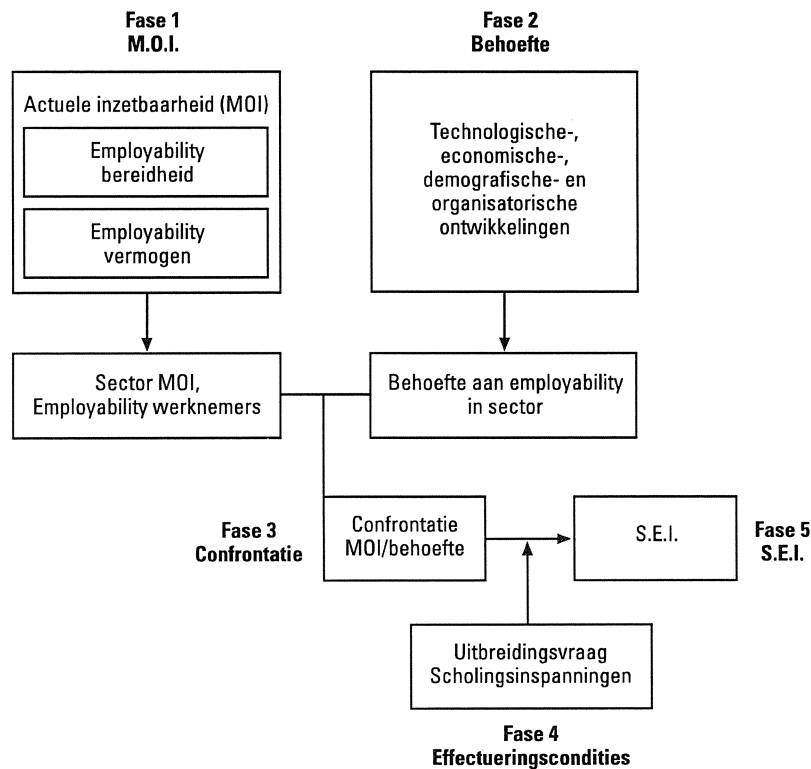 Fase 1
M.O.I.
Fase 2
Behoefte
Actuele inzetbaarheid (MOI)
Employability
bereidheid
Employability
vermogen
Technologische-,
economische-,
demografische- en
organisatorische
ontwikkelingen
Sector MOI,
Employability werknemers
Behoefte aan employability
in sector
Fase 3
Confrontatie
Confrontatie
MOI/behoefte
S.E.I.
Fase 5
S.E.I.
Uitbreidingsvraag
Scholingsinspanningen
Fase 4
Effectueringscondities